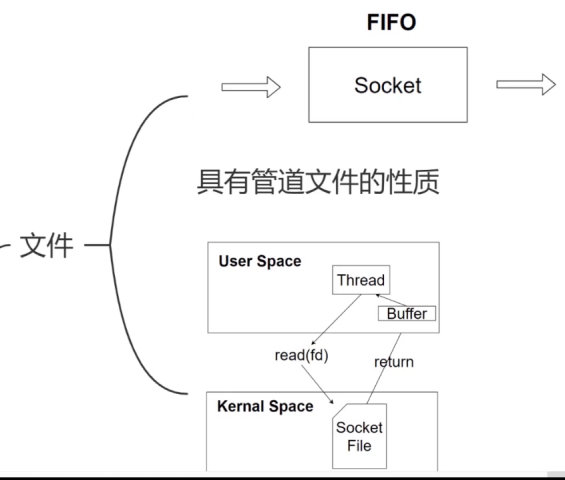 FIFO
Socket
具有管道文件的性质
文件
User Space
Thread
Buffer
read(fd)
return
Kernal Space
Socket
File